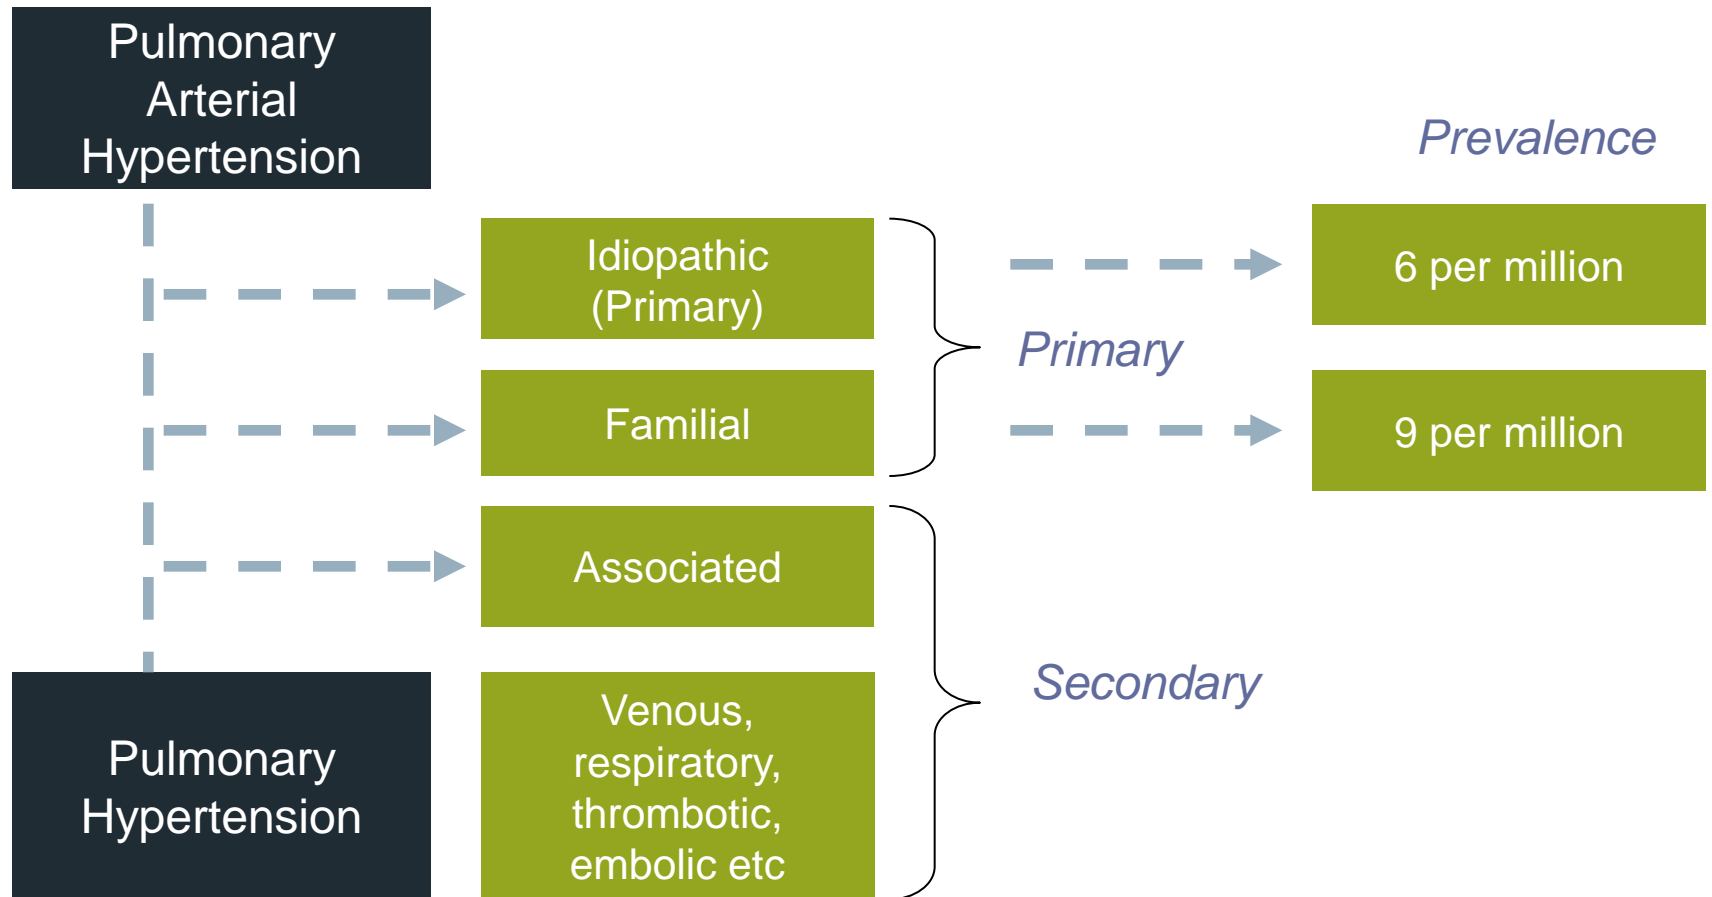 Pulmonary
Arterial
Hypertension
Prevalence
Idiopathic
(Primary)
6 per million
Primary
Familial
9 per million
Associated
Secondary
Pulmonary
Hypertension
Venous,
respiratory,
thrombotic,
embolic etc